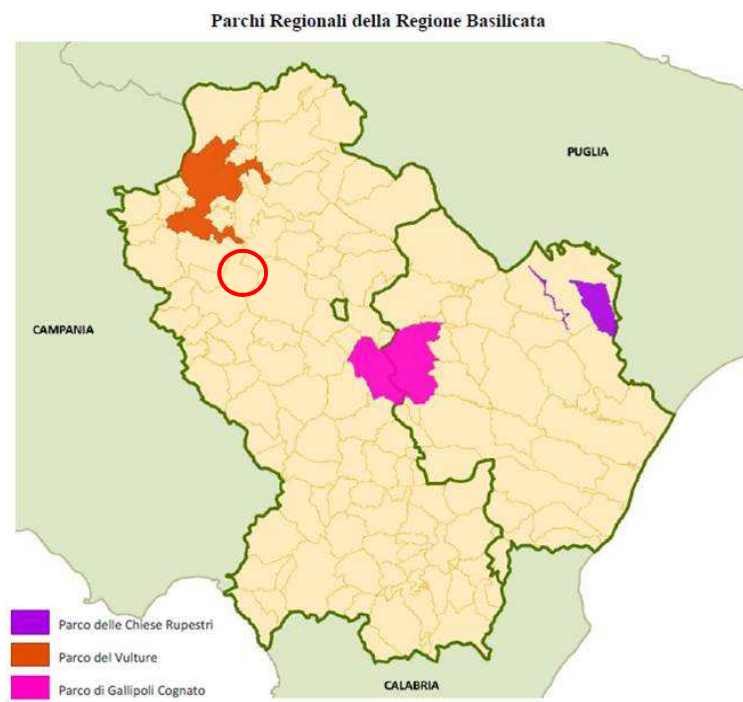 Parchi Regionali della Regione Basilicata
PUGLIA
CAMPANIA
Parco delle Chiese Rupestri
Parco del Vulture
Parco di Gallipoli Cognato
CALABRIA